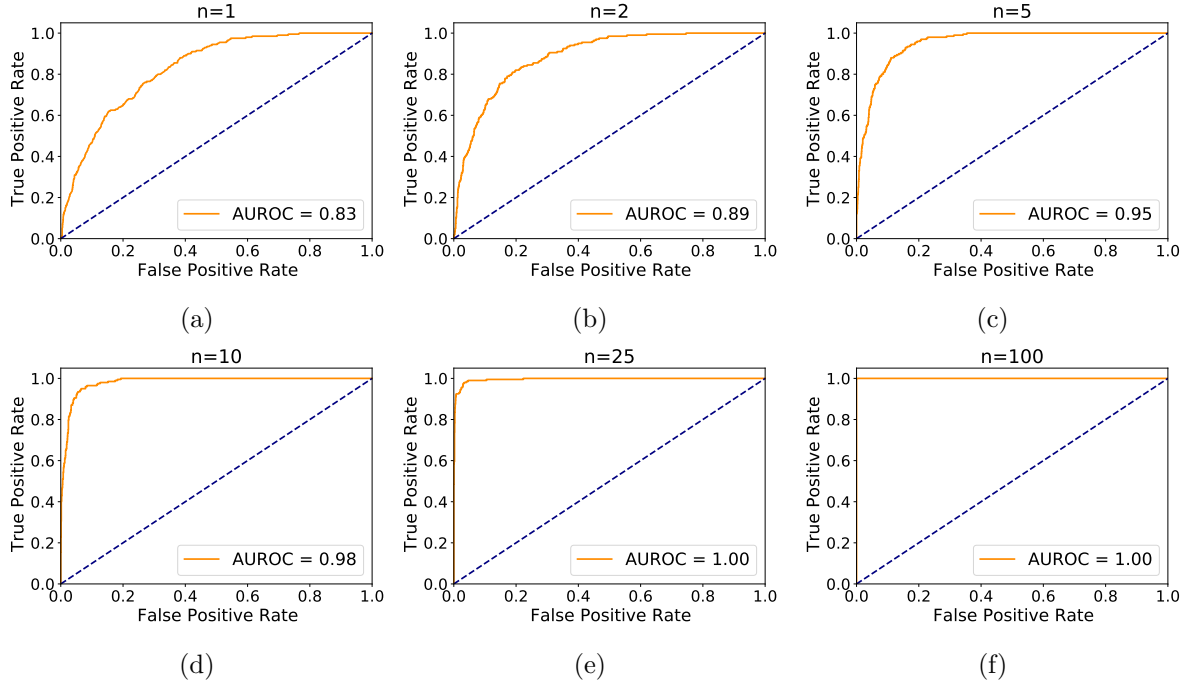 n=1
1.0
0.8
0.6
0.4
0.2
0.0
True Positive Rate
AUROC = 0.83
0.0 0.2 0.4 0.6 0.8 1.0
False Positive Rate
(a)
n=2
1.0
0.8
0.6
0.4
0.2
0.0
True Positive Rate
AUROC = 0.89
0.0 0.2 0.4 0.6 0.8 1.0
False Positive Rate
(b)
n=5
1.0
0.8
0.6
0.4
0.2
0.0
True Positive Rate
AUROC = 0.95
0.0 0.2 0.4 0.6 0.8 1.0
False Positive Rate
(c)
n=10
1.0
0.8
0.6
0.4
0.2
0.0
True Positive Rate
AUROC = 0.98
0.0 0.2 0.4 0.6 0.8 1.0
False Positive Rate
(d)
n=25
1.0
0.8
0.6
0.4
0.2
0.0
True Positive Rate
AUROC = 1.00
0.0 0.2 0.4 0.6 0.8 1.0
False Positive Rate
(e)
n=100
1.0
0.8
0.6
0.4
0.2
0.0
True Positive Rate
AUROC = 1.00
0.0 0.2 0.4 0.6 0.8 1.0
False Positive Rate
(f)